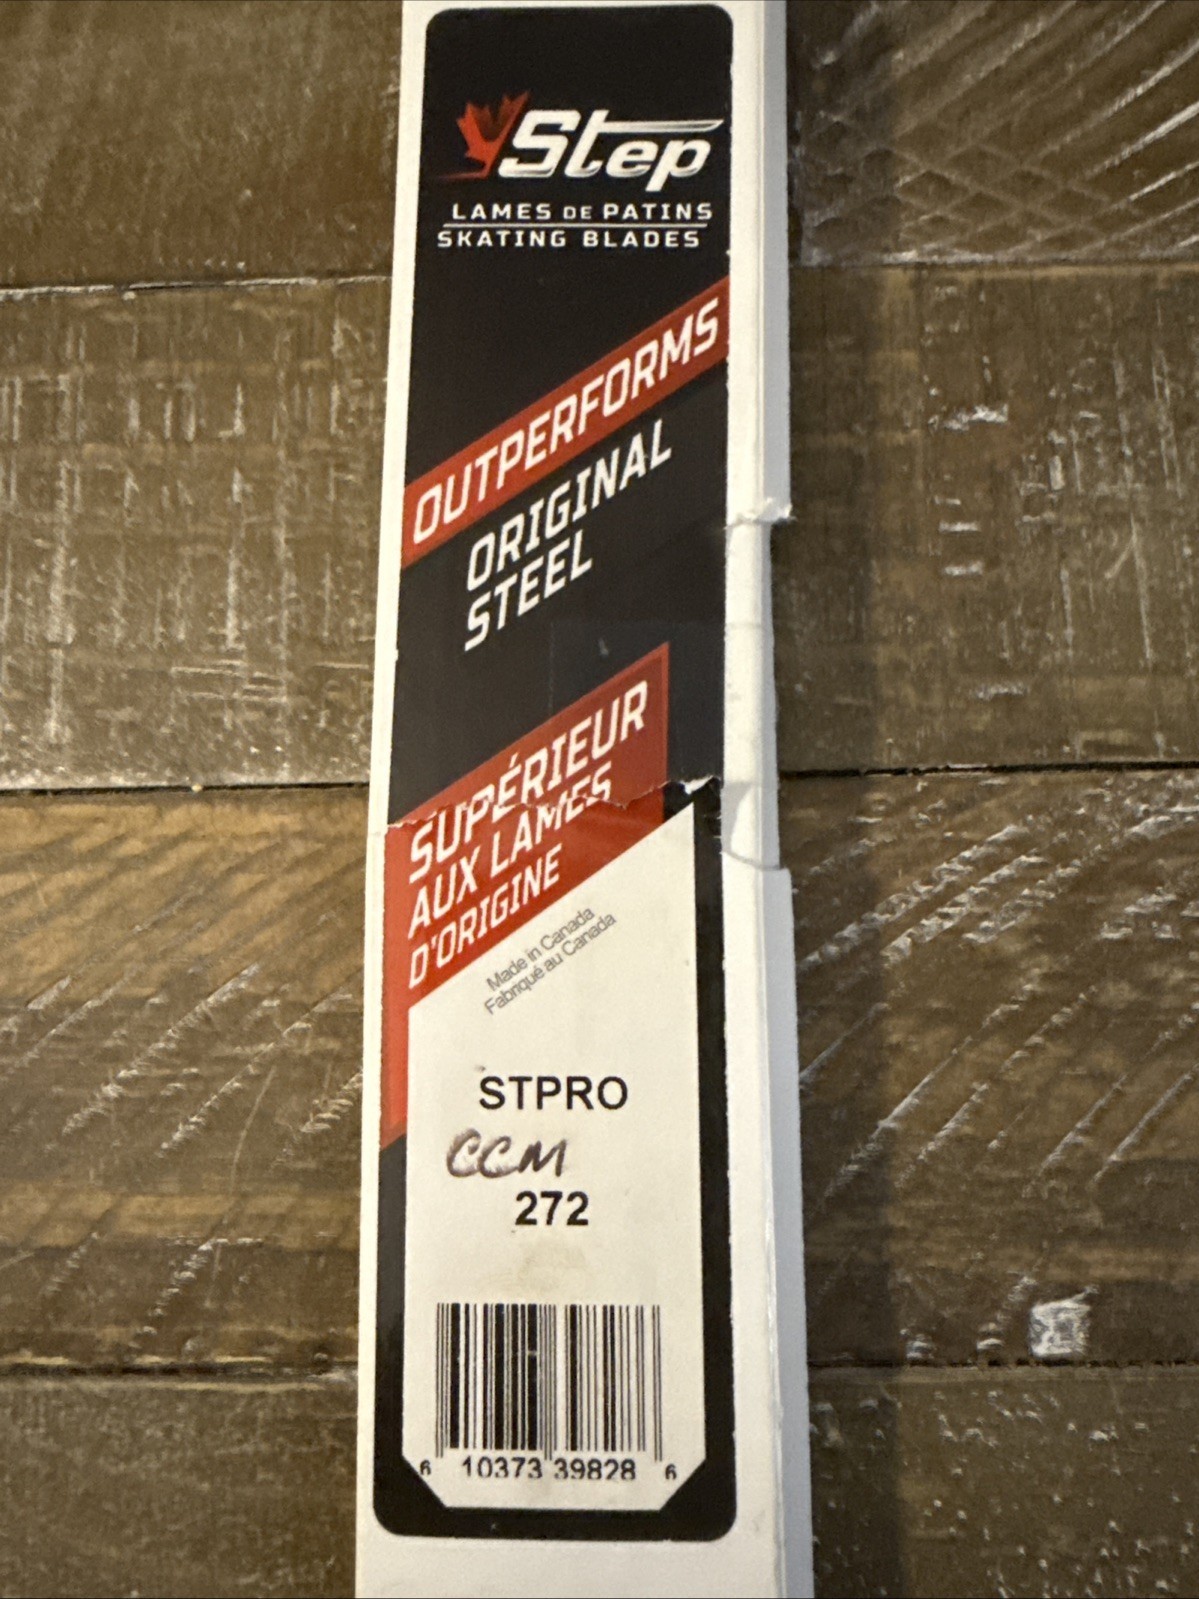 Step
LAMES DE PATINS
SKATING BLADES
OUTPERFORMS
ORIGINAL
STEEL
SUPÉRIEUR
AUX LAMES
D'ORIGINE
Made in Canada
Fabriqué au Canada
STPRO
CCM
272
6 10373 39828 6